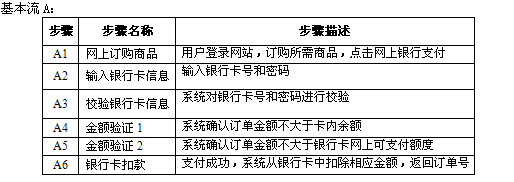 基本流 A:
步骤 步骤名称 步骤描述
A1 网上订购商品 用户登录网站，订购所需商品，点击网上银行支付
A2 输入银行卡信息 输入银行卡号和密码
A3 校验银行卡信息 系统对银行卡号和密码进行校验
A4 金额验证 1 系统确认订单金额不大于卡内余额
A5 金额验证 2 系统确认订单金额不大于银行卡网上可支付额度
A6 银行卡扣款 支付成功，系统从银行卡中扣除相应金额，返回订单号